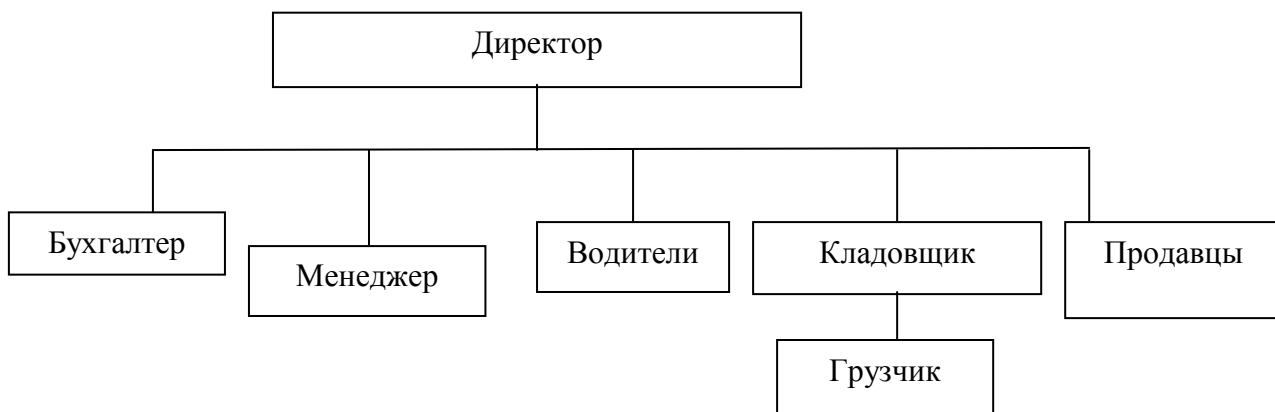 Директор
Бухгалтер
Менеджер
Водители
Кладовщик
Продавцы
Грузчик